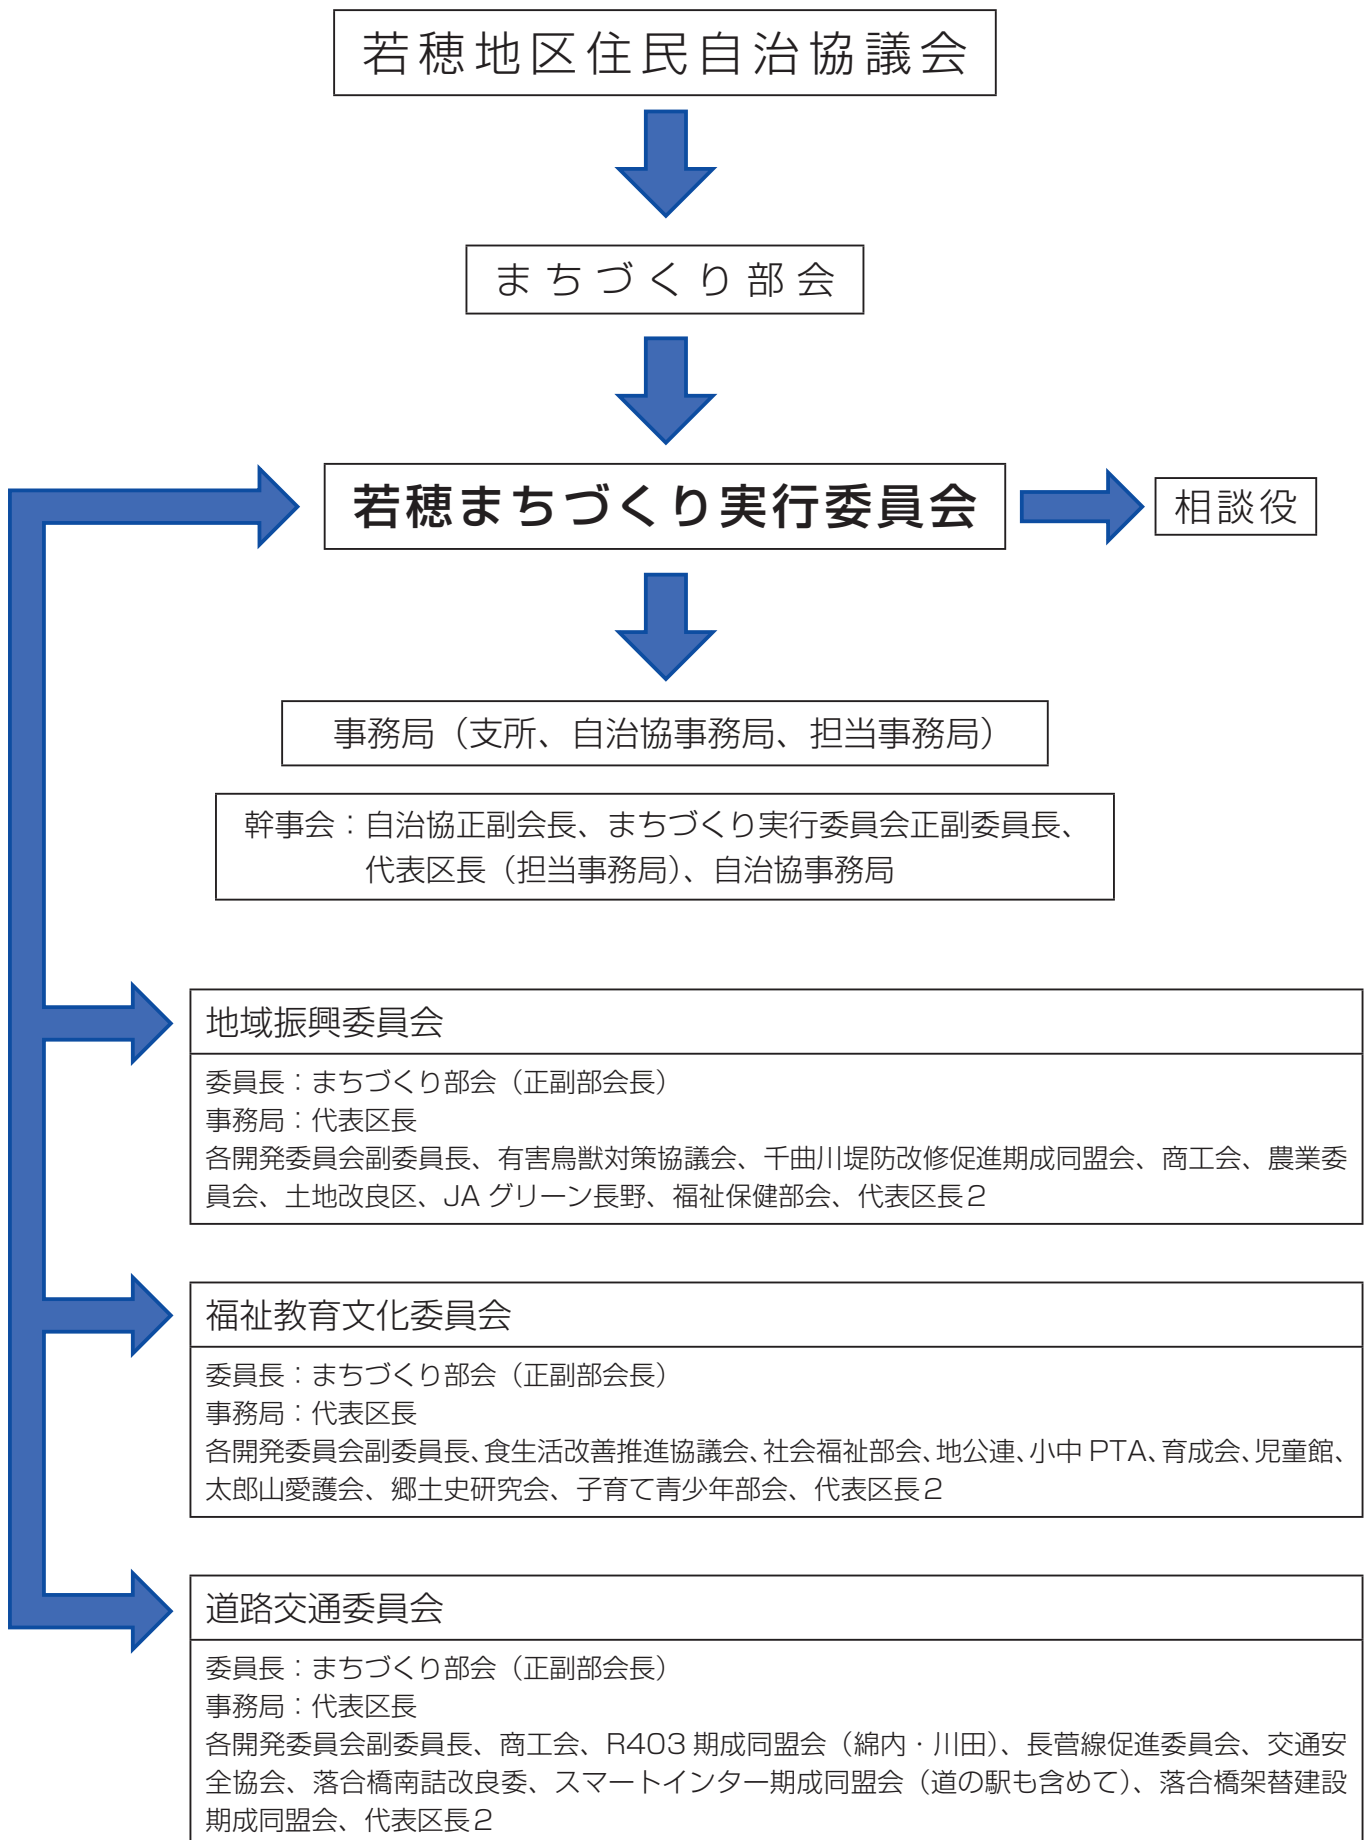 若穂地区住民自治協議会
まちづくり部会
若穂まちづくり実行委員会
相談役
事務局（支所、自治協事務局、担当事務局）
幹事会：自治協正副会長、まちづくり実行委員会正副委員長、
代表区長（担当事務局）、自治協事務局
地域振興委員会
委員長：まちづくり部会（正副部会長）
事務局：代表区長
各開発委員会副委員長、有害鳥獣対策協議会、千曲川堤防改修促進期成同盟会、商工会、農業委
員会、土地改良区、JA グリーン長野、福祉保健部会、代表区長２
福祉教育文化委員会
委員長：まちづくり部会（正副部会長）
事務局：代表区長
各開発委員会副委員長、食生活改善推進協議会、社会福祉部会、地公連、小中 PTA、育成会、児童館、
太郎山愛護会、郷土史研究会、子育て青少年部会、代表区長２
道路交通委員会
委員長：まちづくり部会（正副部会長）
事務局：代表区長
各開発委員会副委員長、商工会、R403 期成同盟会（綿内・川田）、長菅線促進委員会、交通安
全協会、落合橋南詰改良委、スマートインター期成同盟会（道の駅も含めて）、落合橋架替建設
期成同盟会、代表区長２